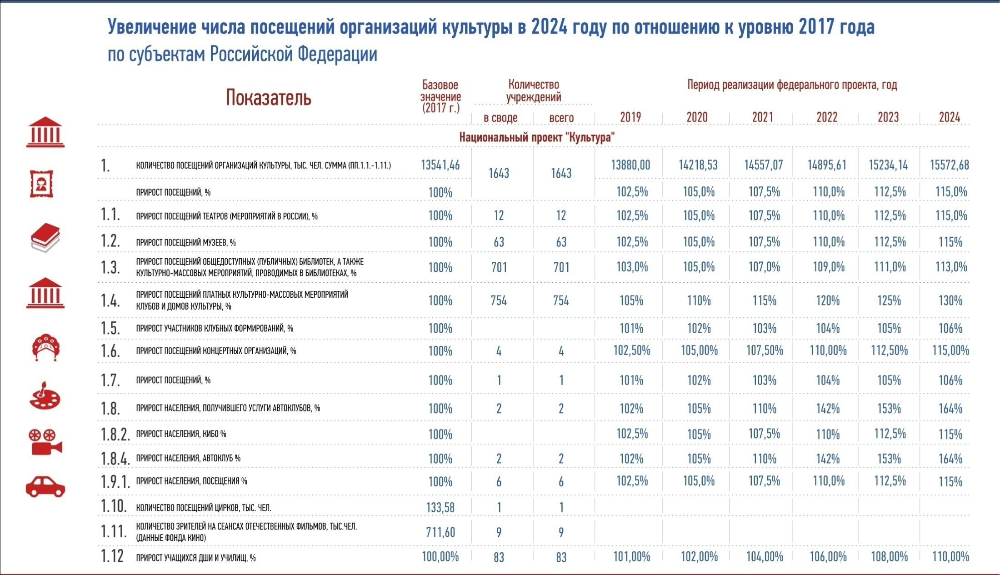 Увеличение числа посещений организаций культуры в 2024 году по отношению к уровню 2017 года
по субъектам Российской Федерации
Показатель
Базовое
значение
(2017 г.)
Количество
учреждений
в своде всего
Период реализации федерального проекта, год
2019 2020 2021 2022 2023 2024
Национальный проект "Культура"
1. КОЛИЧЕСТВО ПОСЕЩЕНИЙ ОРГАНИЗАЦИЙ КУЛЬТУРЫ, ТЫС. ЧЕЛ. СУММА (ПП.1.1.-1.11.) 13541,46 1643 1643 13880,00 14218,53 14557,07 14895,61 15234,14 15572,68
ПРИРОСТ ПОСЕЩЕНИЙ, % 100% 102,5% 105,0% 107,5% 110,0% 112,5% 115,0%
1.1. ПРИРОСТ ПОСЕЩЕНИЙ ТЕАТРОВ (МЕРОПРИЯТИЙ В РОССИИ), % 100% 12 12 102,5% 105,0% 107,5% 110,0% 112,5% 115,0%
1.2. ПРИРОСТ ПОСЕЩЕНИЙ МУЗЕЕВ, % 100% 63 63 102,5% 105,0% 107,5% 110,0% 112,5% 115%
1.3. ПРИРОСТ ПОСЕЩЕНИЙ ОБЩЕДОСТУПНЫХ (ПУБЛИЧНЫХ) БИБЛИОТЕК, А ТАКЖЕ
КУЛЬТУРНО-МАССОВЫХ МЕРОПРИЯТИЙ, ПРОВОДИМЫХ В БИБЛИОТЕКАХ, % 100% 701 701 103,0% 105,0% 107,0% 109,0% 111,0% 113,0%
1.4. ПРИРОСТ ПОСЕЩЕНИЙ ПЛАТНЫХ КУЛЬТУРНО-МАССОВЫХ МЕРОПРИЯТИЙ
КЛУБОВ И ДОМОВ КУЛЬТУРЫ, % 100% 754 754 105% 110% 115% 120% 125% 130%
1.5. ПРИРОСТ УЧАСТНИКОВ КЛУБНЫХ ФОРМИРОВАНИЙ, % 100% 101% 102% 103% 104% 105% 106%
1.6. ПРИРОСТ ПОСЕЩЕНИЙ КОНЦЕРТНЫХ ОРГАНИЗАЦИЙ, % 100% 4 4 102,50% 105,00% 107,50% 110,00% 112,50% 115,00%
1.7. ПРИРОСТ ПОСЕЩЕНИЙ, % 100% 1 1 101% 102% 103% 104% 105% 106%
1.8. ПРИРОСТ НАСЕЛЕНИЯ, ПОЛУЧИВШЕГО УСЛУГИ АВТОКЛУБОВ, % 100% 2 2 102% 105% 110% 142% 153% 164%
1.8.2. ПРИРОСТ НАСЕЛЕНИЯ, КИБО % 100% 102,5% 105% 107,5% 110% 112,5% 115%
1.8.4. ПРИРОСТ НАСЕЛЕНИЯ, АВТОКЛУБ % 100% 2 2 102% 105% 110% 142% 153% 164%
1.9.1. ПРИРОСТ НАСЕЛЕНИЯ, ПОСЕЩЕНИЯ % 100% 6 6 102,5% 105,0% 107,5% 110,0% 112,5% 115%
1.10. КОЛИЧЕСТВО ПОСЕЩЕНИЙ ЦИРКОВ, ТЫС. ЧЕЛ. 133,58 1 1
1.11. КОЛИЧЕСТВО ЗРИТЕЛЕЙ НА СЕАНСАХ ОТЕЧЕСТВЕННЫХ ФИЛЬМОВ, ТЫС.ЧЕЛ.
(ДАННЫЕ ФОНДА КИНО) 711,60 9 9
1.12 ПРИРОСТ УЧАЩИХСЯ ДШИ И УЧИЛИЩ, % 100,00% 83 83 101,00% 102,00% 104,00% 106,00% 108,00% 110,00%